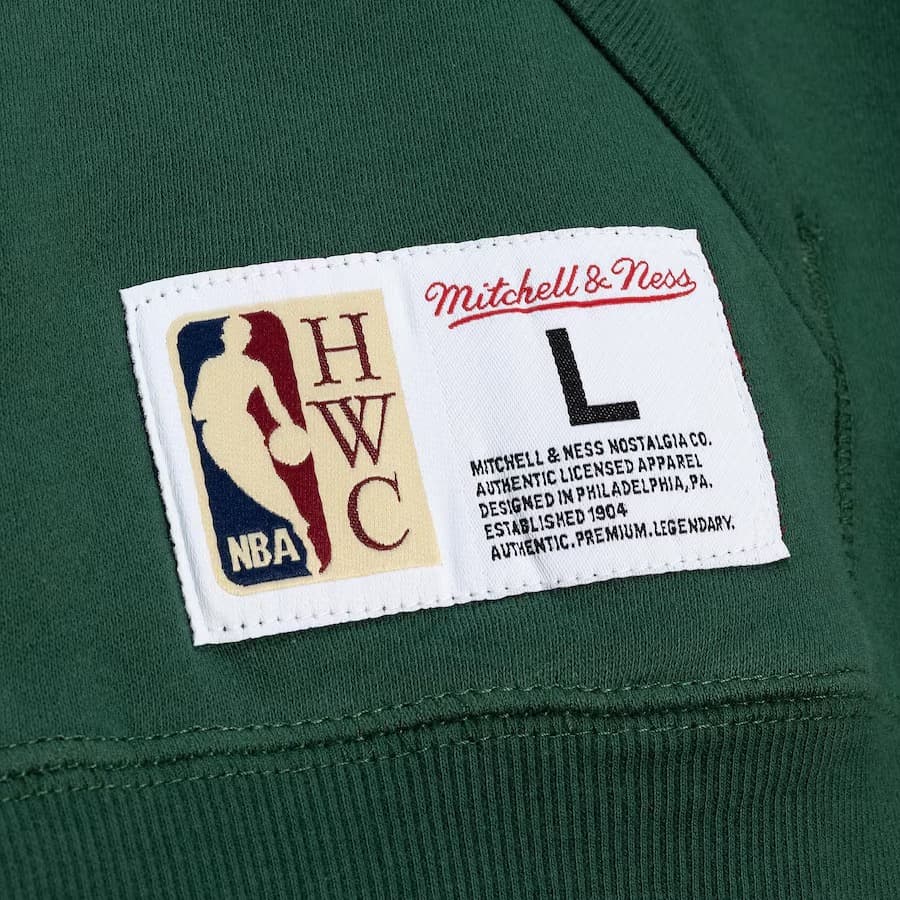 H
W
C
NBA
Mitchell & Ness
L
MITCHELL & NESS NOSTALGIA CO.
AUTHENTIC LICENSED APPAREL
DESIGNED IN PHILADELPHIA, PA.
ESTABLISHED 1904
AUTHENTIC. PREMIUM. LEGENDARY.